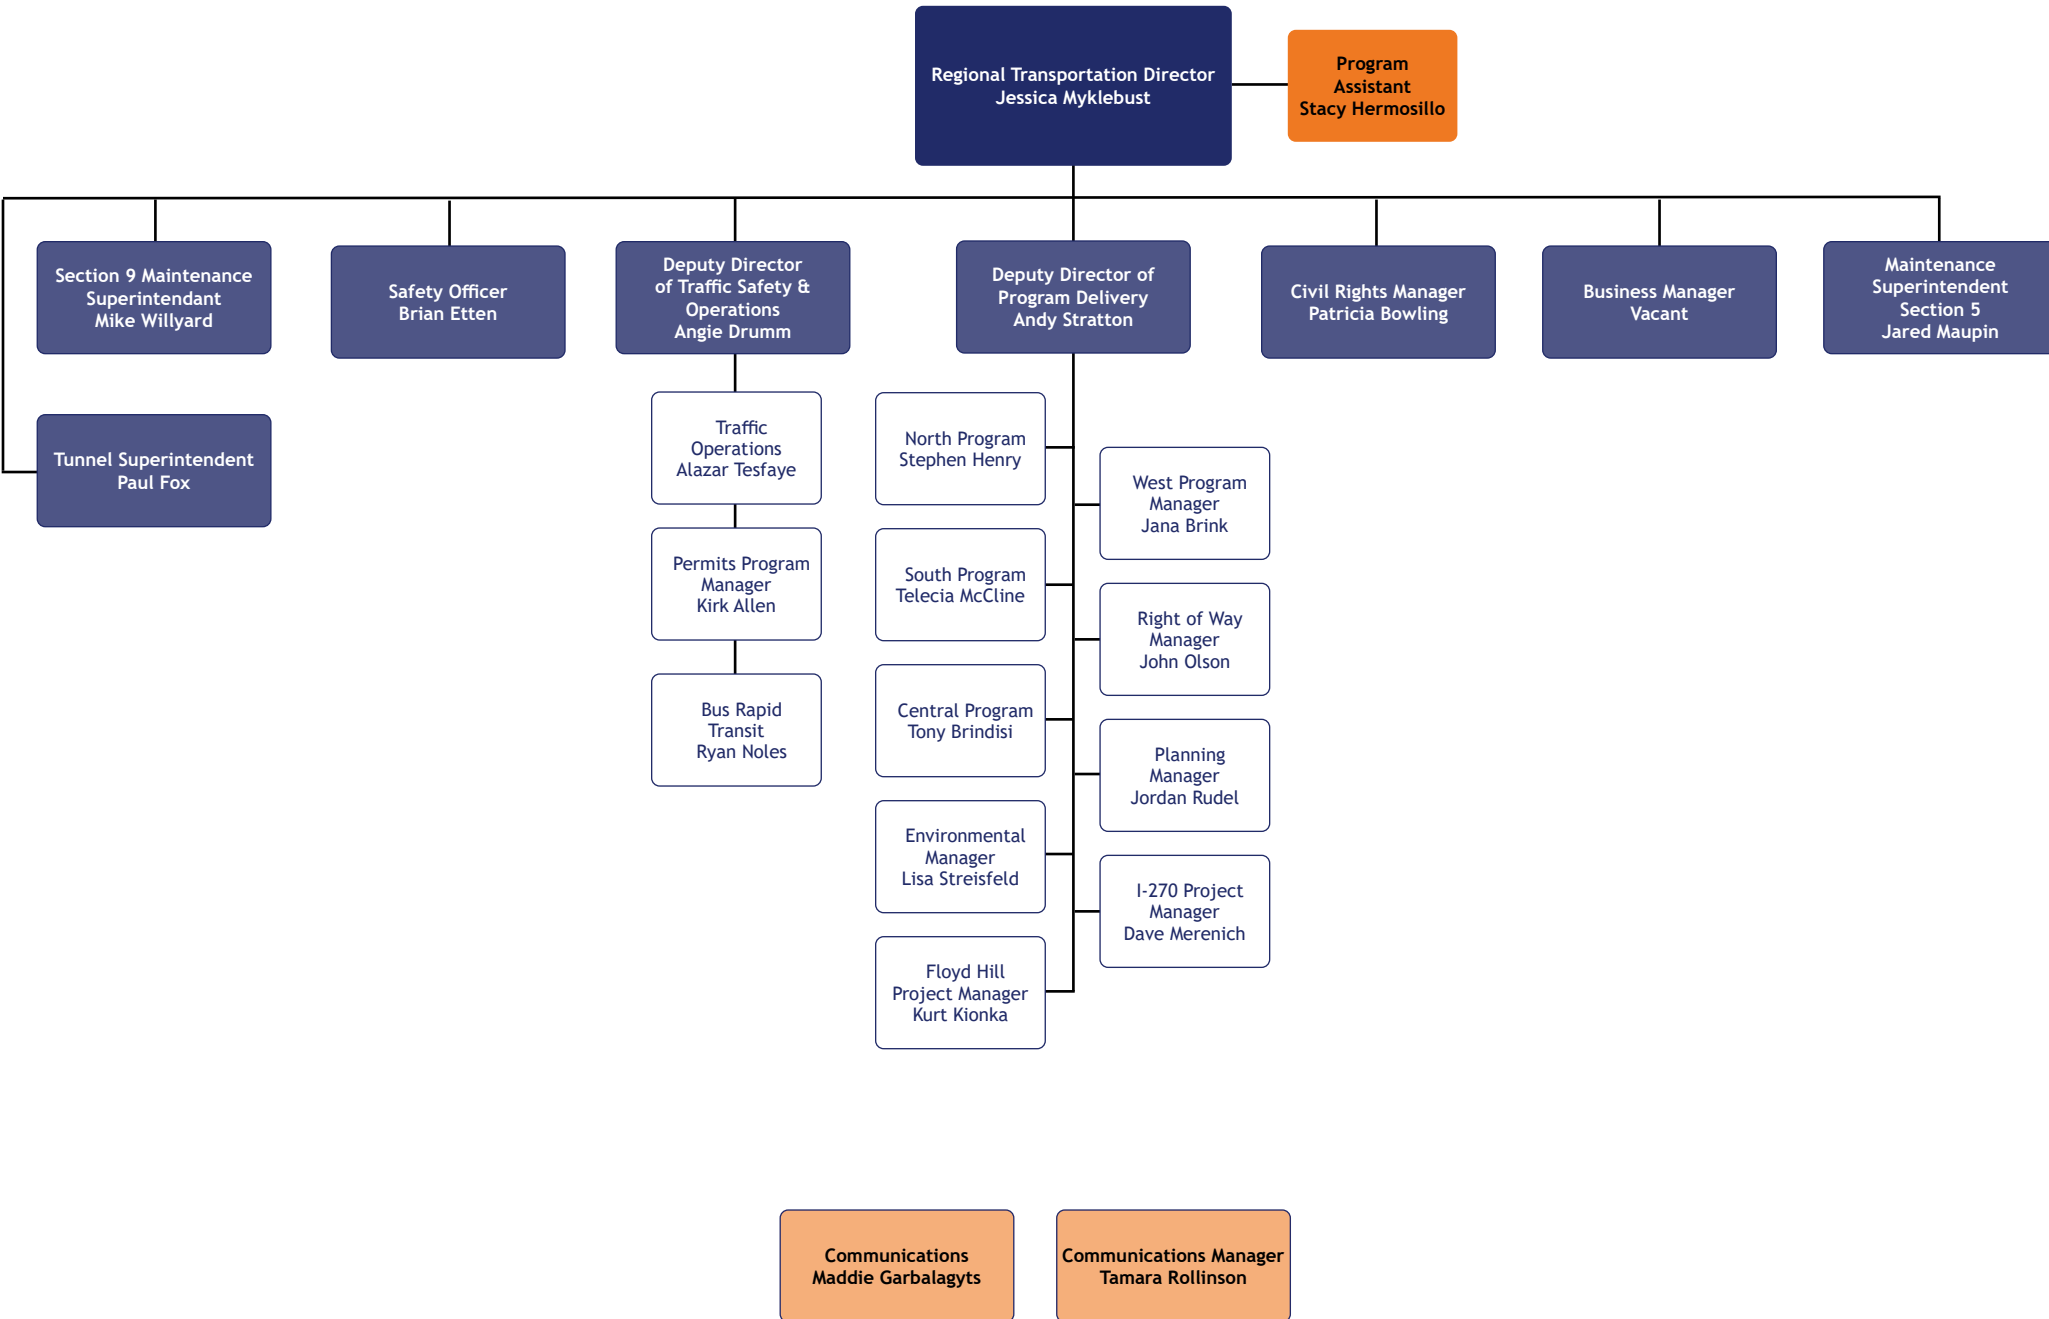 Regional Transportation Director
Jessica Myklebust
Program
Assistant
Stacy Hermosillo
Section 9 Maintenance
Superintendant
Mike Willyard
Safety Officer
Brian Etten
Deputy Director
of Traffic Safety &
Operations
Angie Drumm
Deputy Director of
Program Delivery
Andy Stratton
Civil Rights Manager
Patricia Bowling
Business Manager
Vacant
Maintenance
Superintendent
Section 5
Jared Maupin
Tunnel Superintendent
Paul Fox
Traffic
Operations
Alazar Tesfaye
Permits Program
Manager
Kirk Allen
Bus Rapid
Transit
Ryan Noles
North Program
Stephen Henry
West Program
Manager
Jana Brink
South Program
Telecia McCline
Right of Way
Manager
John Olson
Central Program
Tony Brindisi
Planning
Manager
Jordan Rudel
Environmental
Manager
Lisa Streisfeld
I-270 Project
Manager
Dave Merenich
Floyd Hill
Project Manager
Kurt Kionka
Communications
Maddie Garbalagyts
Communications Manager
Tamara Rollinson